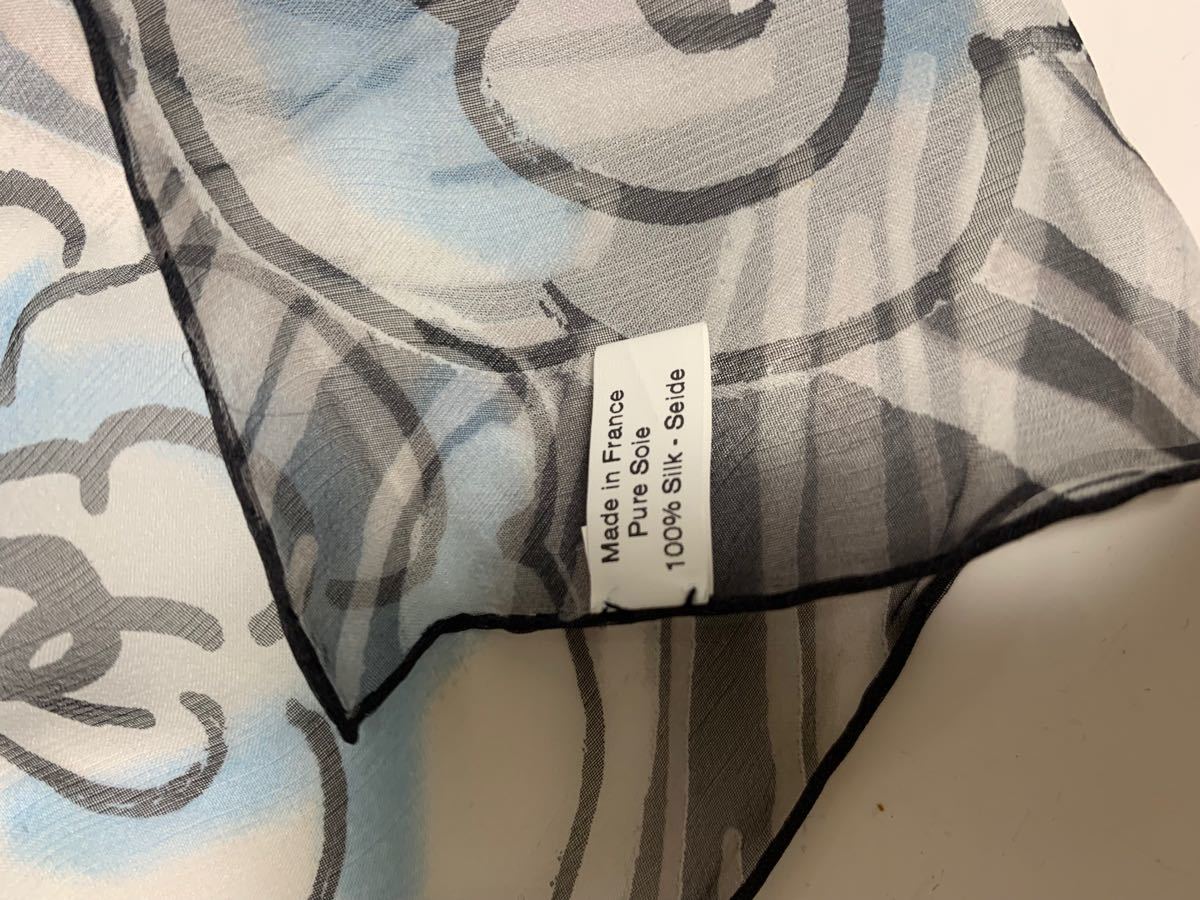 Made in France
Pure Soie
100% Silk - Seide